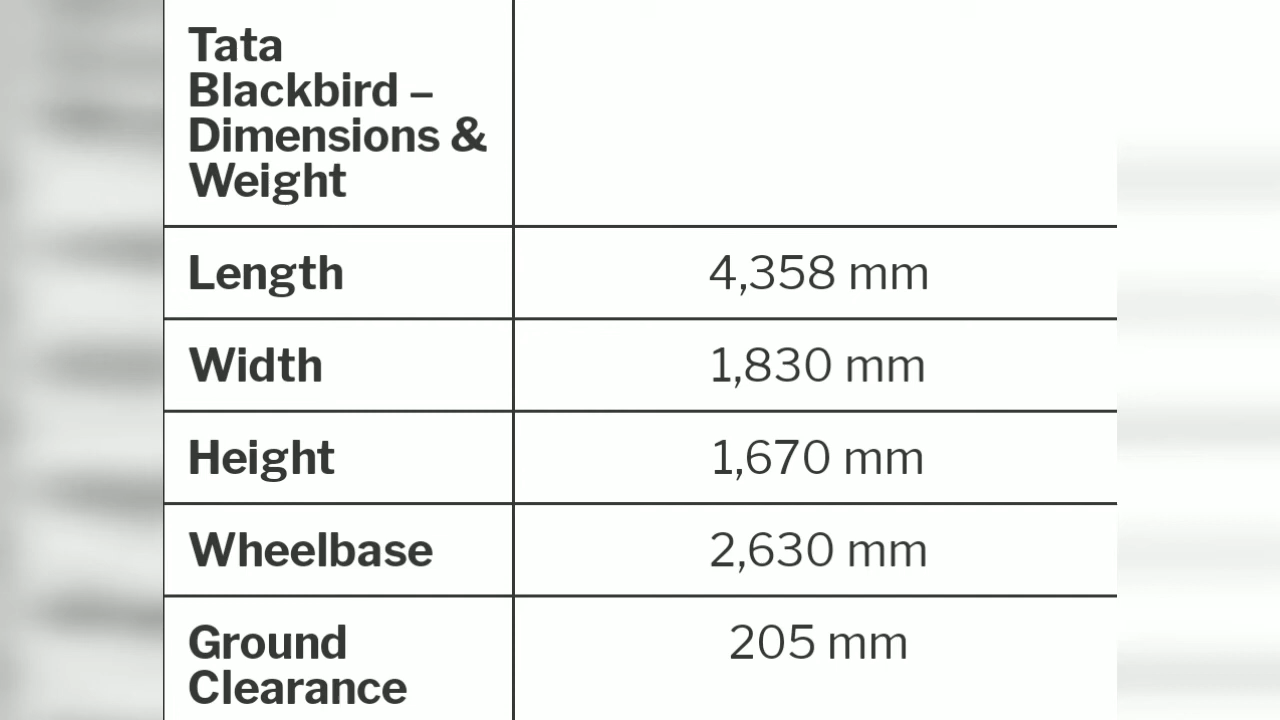 Tata
Blackbird –
Dimensions &
Weight
Length 4,358 mm
Width 1,830 mm
Height 1,670 mm
Wheelbase 2,630 mm
Ground 205 mm
Clearance